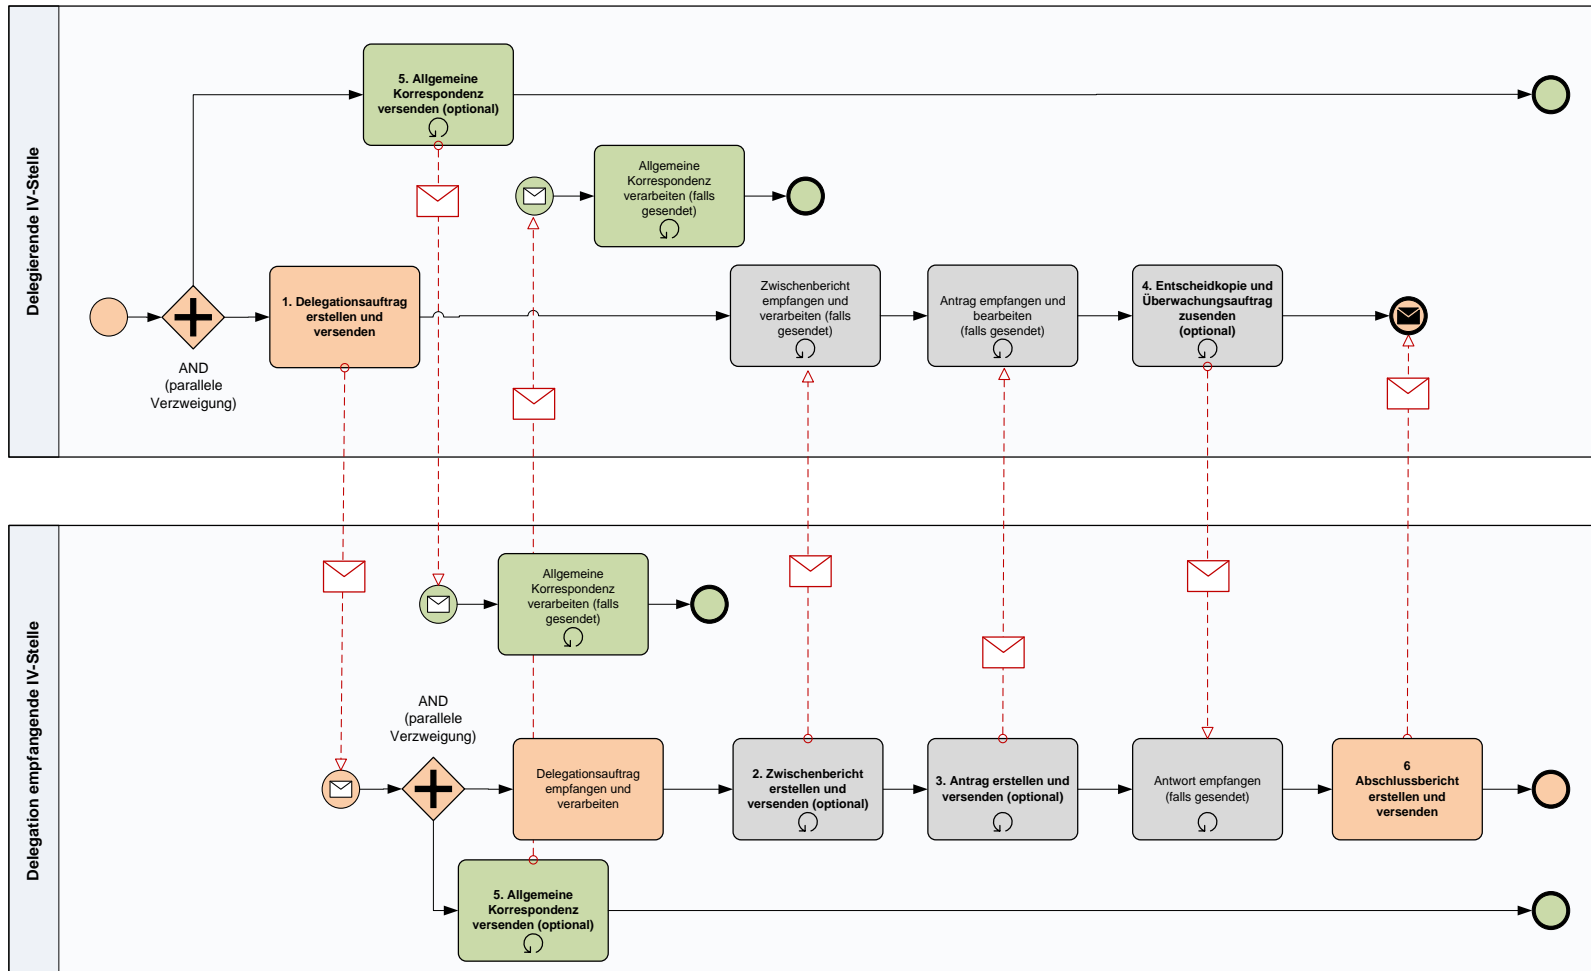 Delegierende IV-Stelle
5. Allgemeine
Korrespondenz
versenden (optional)
Allgemeine
Korrespondenz
verarbeiten (falls
gesendet)
1. Delegationsauftrag
erstellen und
versenden
AND
(parallele
Verzweigung)
Zwischenbericht
empfangen und
verarbeiten (falls
gesendet)
Antrag empfangen und
bearbeiten
(falls gesendet)
4. Entscheidkopie und
Überwachungsauftrag
zusenden
(optional)
Delegation empfangende IV-Stelle
Allgemeine
Korrespondenz
verarbeiten (falls
gesendet)
AND
(parallele
Verzweigung)
Delegationsauftrag
empfangen und
verarbeiten
2. Zwischenbericht
erstellen und
versenden (optional)
3. Antrag erstellen und
versenden (optional)
Antwort empfangen
(falls gesendet)
6
Abschlussbericht
erstellen und
versenden
5. Allgemeine
Korrespondenz
versenden (optional)